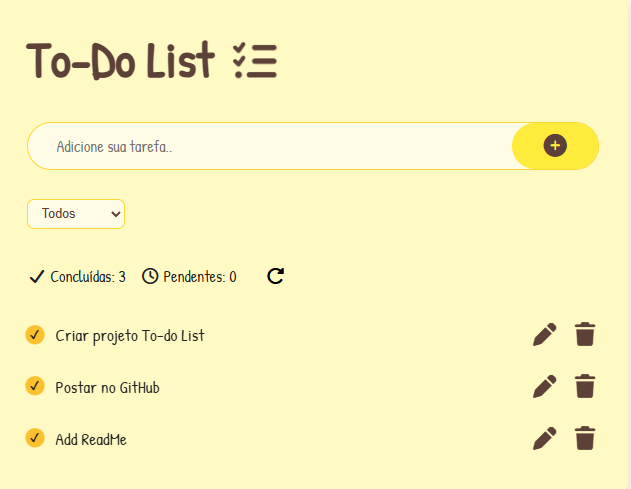 To-Do List
Adicione sua tarefa..
Todos
Concluídas: 3 Pendentes: 0
Criar projeto To-do List
Postar no GitHub
Add ReadMe